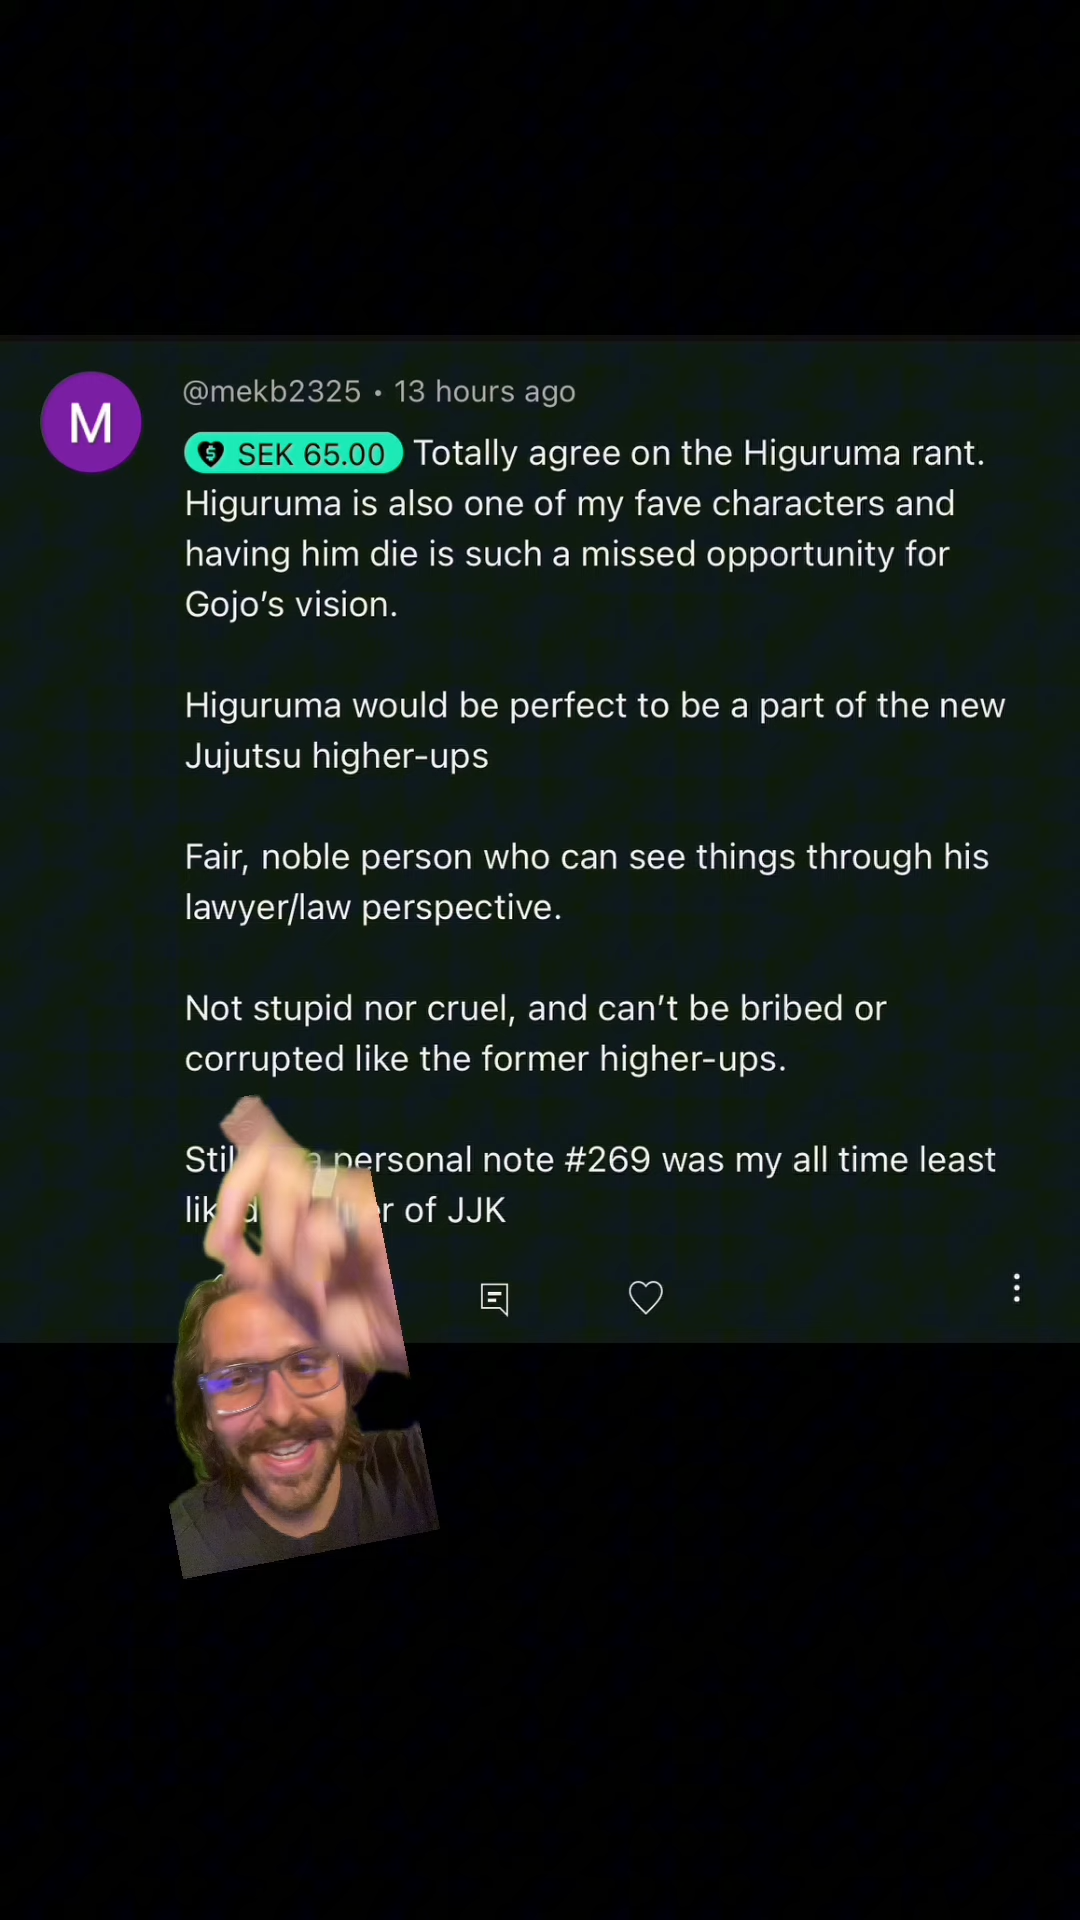 M
@mekb2325 • 13 hours ago
SEK 65.00 Totally agree on the Higuruma rant.
Higuruma is also one of my fave characters and
having him die is such a missed opportunity for
Gojo’s vision.
Higuruma would be perfect to be a part of the new
Jujutsu higher-ups
Fair, noble person who can see things through his
lawyer/law perspective.
Not stupid nor cruel, and can’t be bribed or
corrupted like the former higher-ups.
personal note #269 was my all time least
of JJK